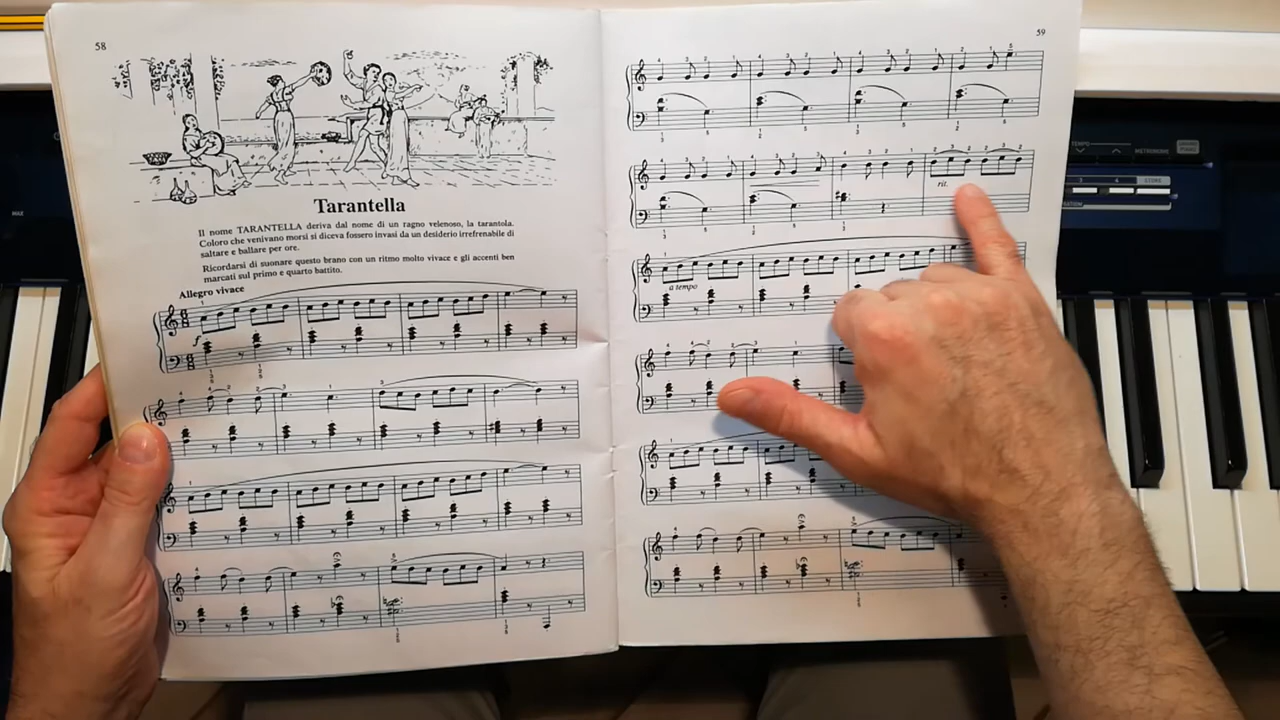 58
Tarantella
Il nome TARANTELLA deriva dal nome di un ragno velenoso, la tarantola.
Coloro che venivano morsi si diceva fossero invasi da un desiderio irrefrenabile di
saltare e ballare per ore.
Ricordarsi di suonare questo brano con un ritmo molto vivace e gli accenti ben
marcati sul primo e quarto battito.
Allegro vivace
f
59
rit.
a tempo
TEMPO
METRONOME
MAX